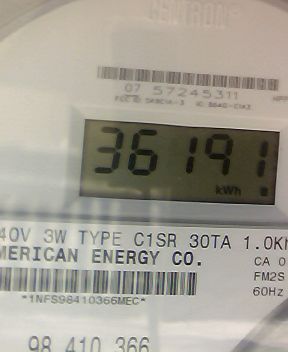 CENTRON
07 57245311
36191
kWh
40V 3W TYPE C1SR 30TA 1.0K
MERICAN ENERGY CO.
CA 0
FM2S
60Hz
*1NFS98410366MEC*
98 410 366